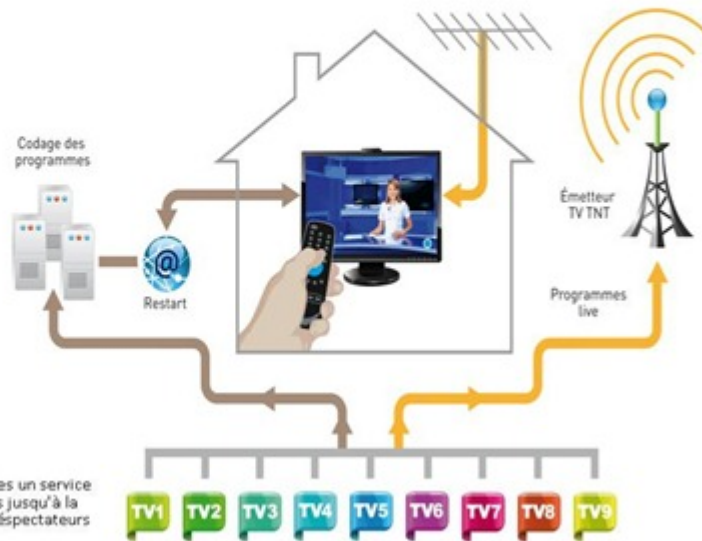 Codage des
programmes
@
Restart
Émetteur
TV TNT
Programmes
live
es un service
s jusqu'à la
éspectateurs
TV1 TV2 TV3 TV4 TV5 TV6 TV7 TV8 TV9